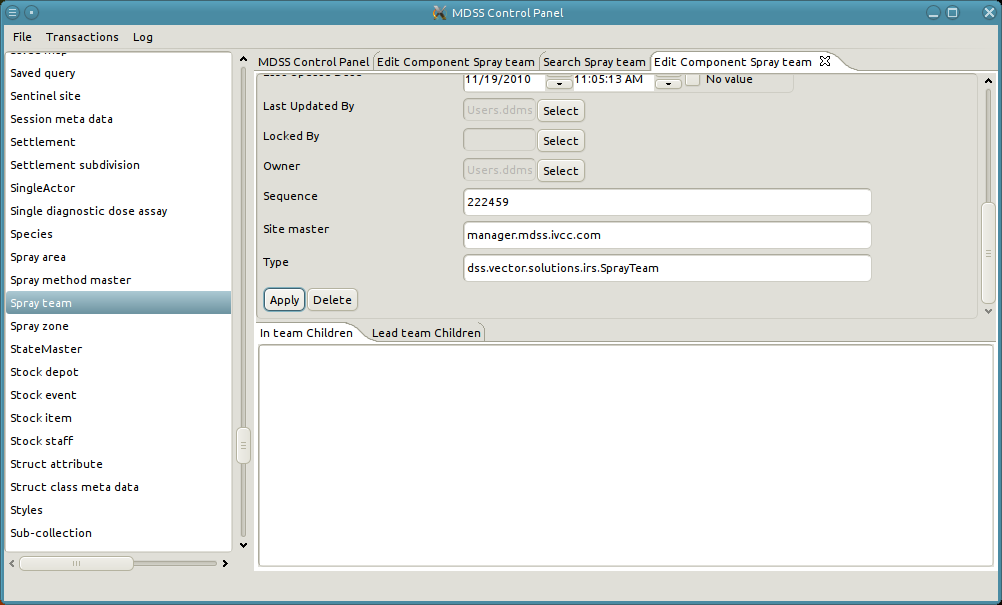 MDSS Control Panel
File Transactions Log
Saved map
Saved query
Sentinel site
Session meta data
Settlement
Settlement subdivision
SingleActor
Single diagnostic dose assay
Species
Spray area
Spray method master
Spray team
Spray zone
StateMaster
Stock depot
Stock event
Stock item
Stock staff
Struct attribute
Struct class meta data
Styles
Sub-collection
MDSS Control Panel Edit Component Spray team Search Spray team Edit Component Spray team
11/19/2010 11:05:13 AM No value
Last Updated By Users.ddms Select
Locked By Select
Owner Users.ddms Select
Sequence 222459
Site master manager.mdss.ivcc.com
Type dss.vector.solutions.irs.SprayTeam
Apply Delete
In team Children Lead team Children